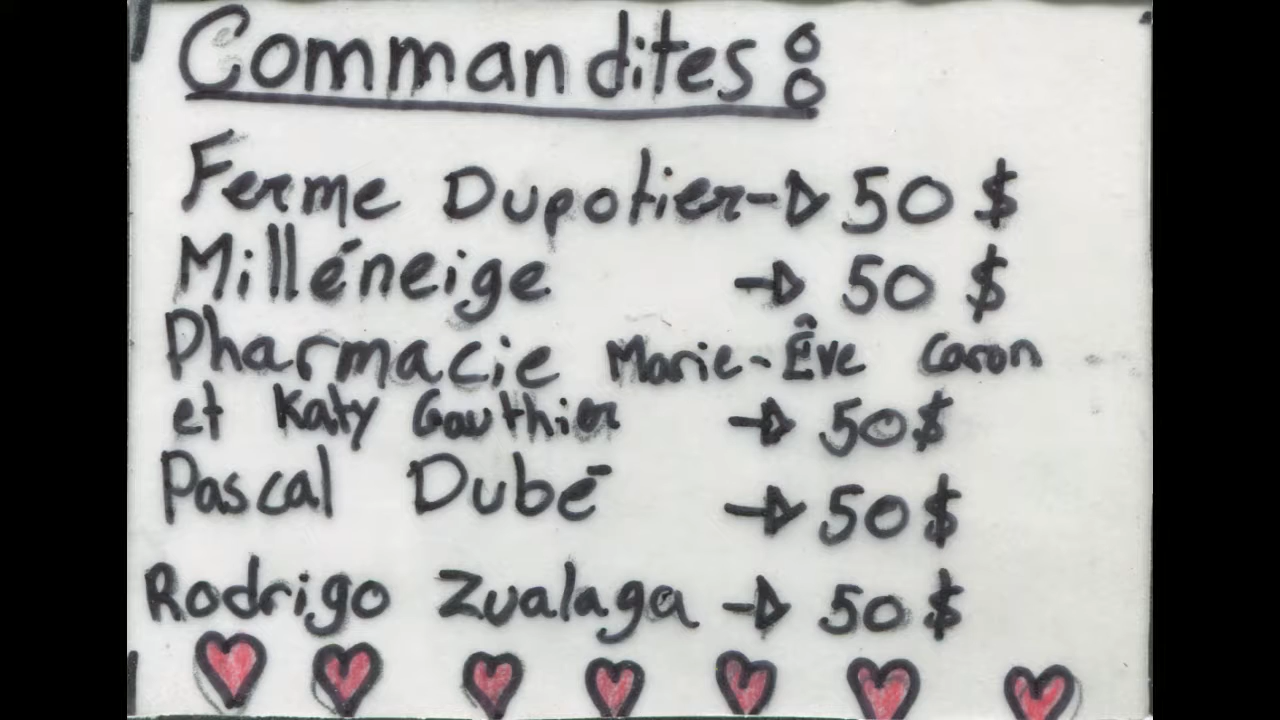 Commandites :
Ferme Dupotier → 50 $
Milléneige → 50 $
Pharmacie Marie-Êve Caron
et Katy Gauthier → 50 $
Pascal Dubé → 50 $
Rodrigo Zualaga → 50 $